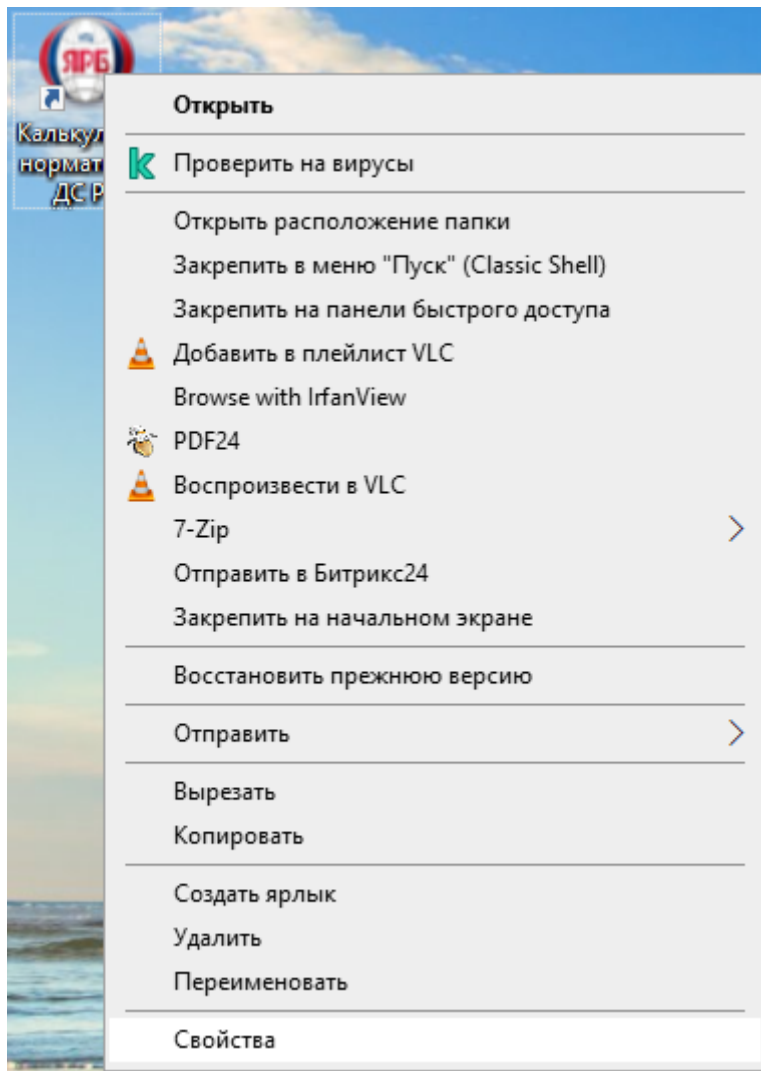 ЯРБ
Калькул
нормат
ДС Р
Открыть
Проверить на вирусы
Открыть расположение папки
Закрепить в меню "Пуск" (Classic Shell)
Закрепить на панели быстрого доступа
Добавить в плейлист VLC
Browse with IrfanView
PDF24
Воспроизвести в VLC
7-Zip
Отправить в Битрикс24
Закрепить на начальном экране
Восстановить прежнюю версию
Отправить
Вырезать
Копировать
Создать ярлык
Удалить
Переименовать
Свойства